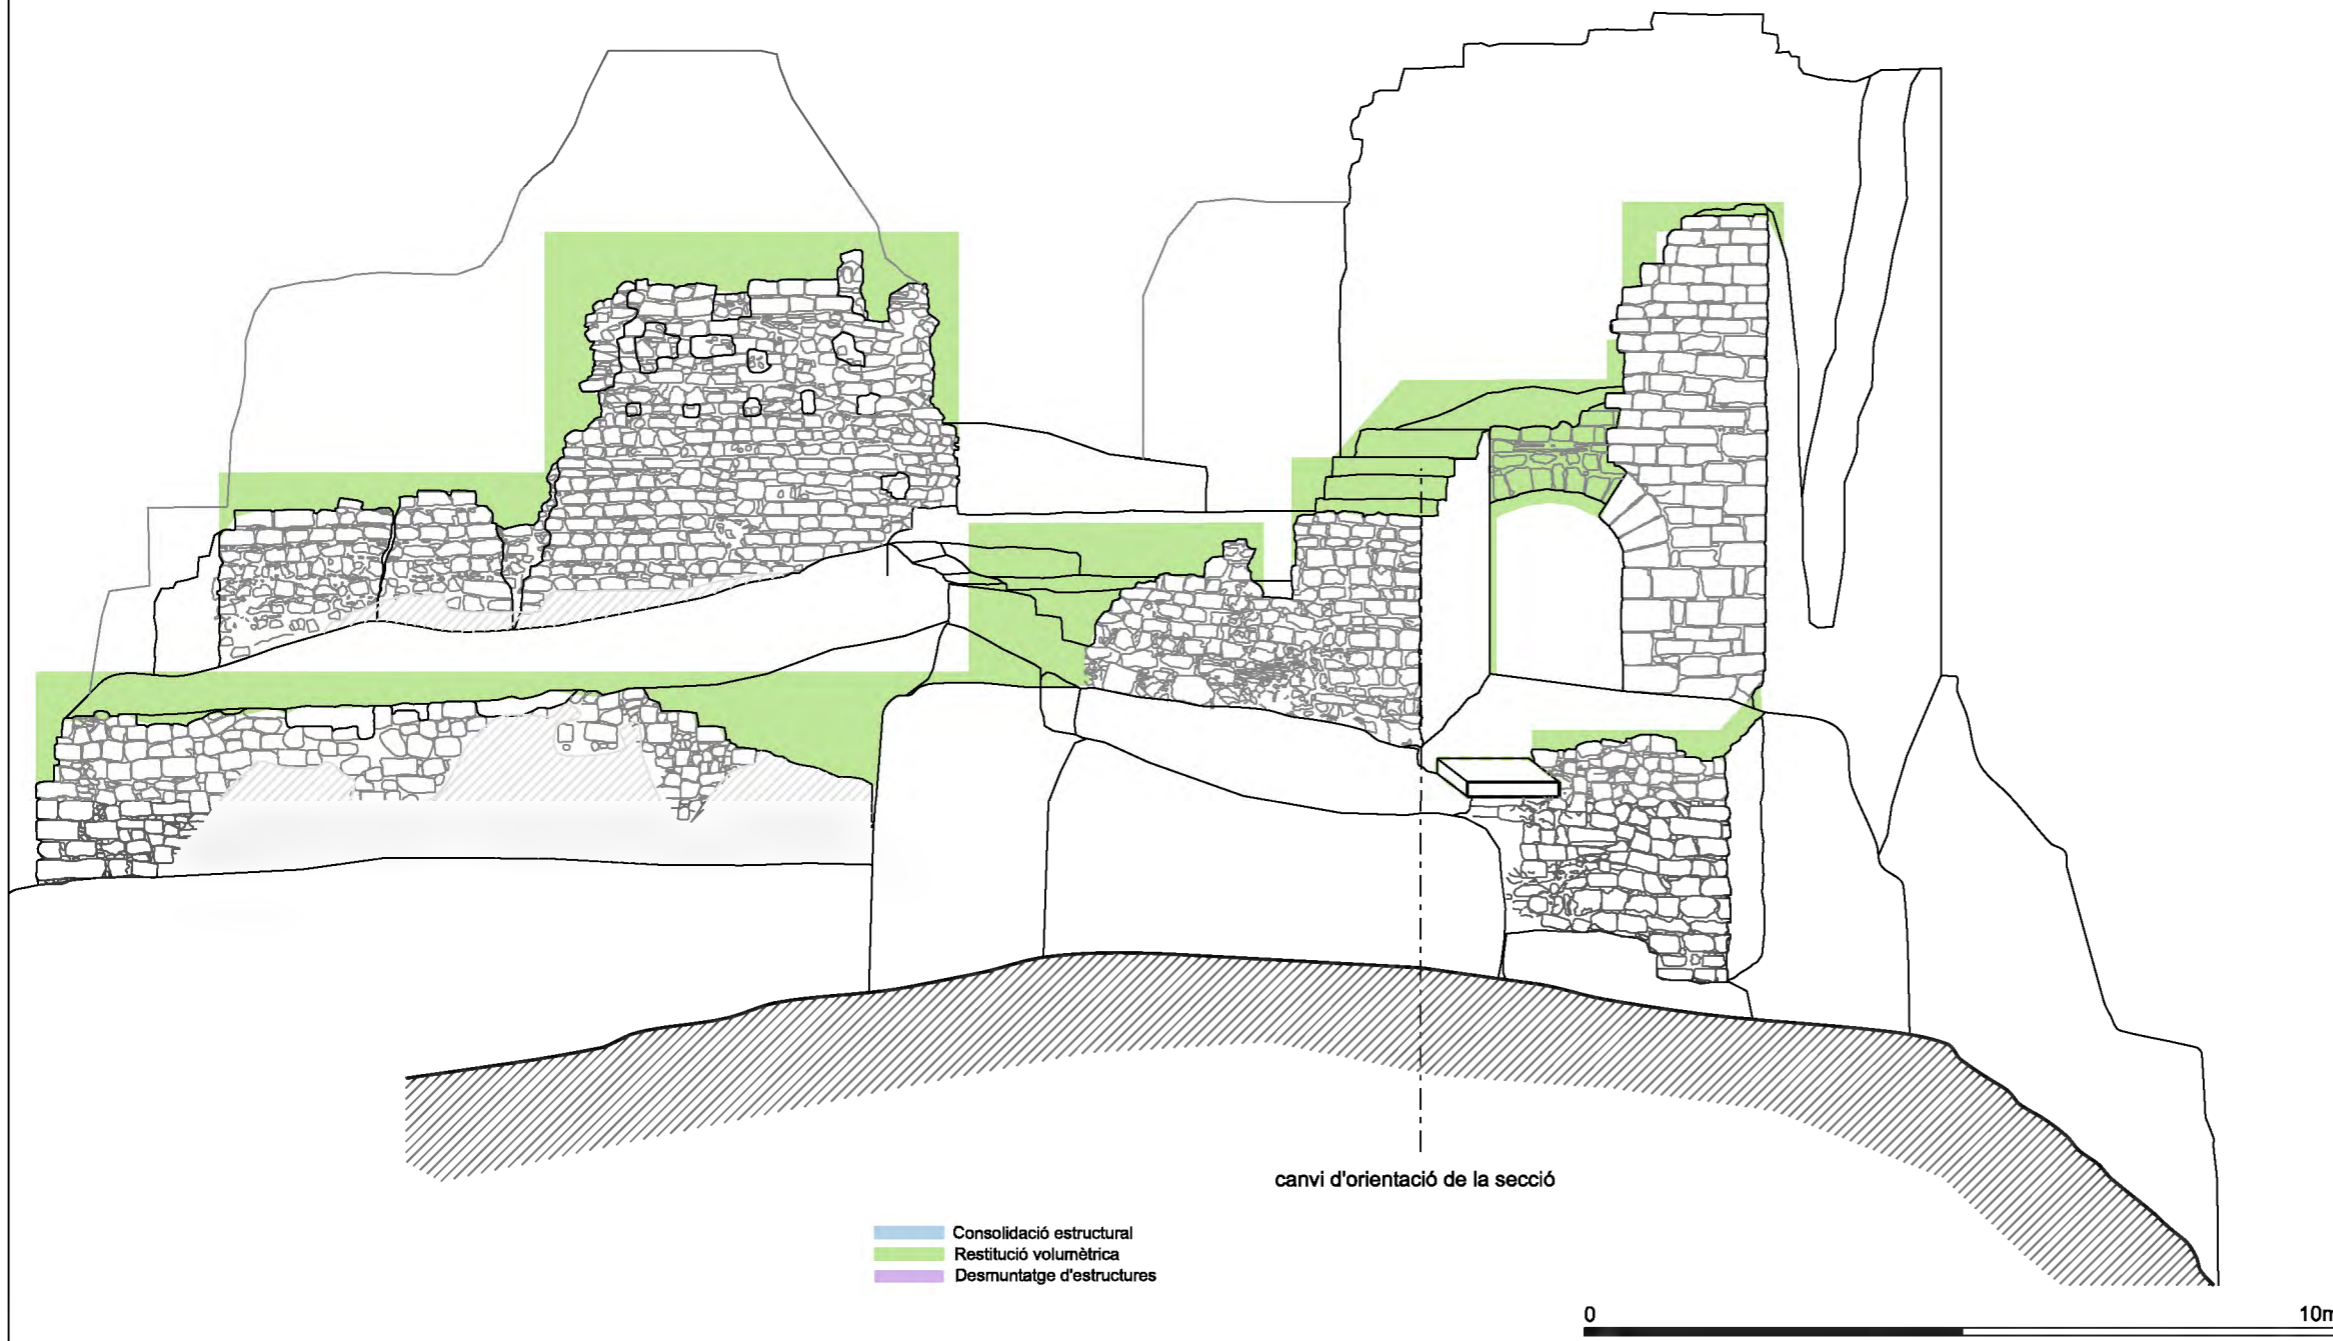 canvi d'orientació de la secció
Consolidació estructural
Restitució volumètrica
Desmuntatge d'estructures
0 10m